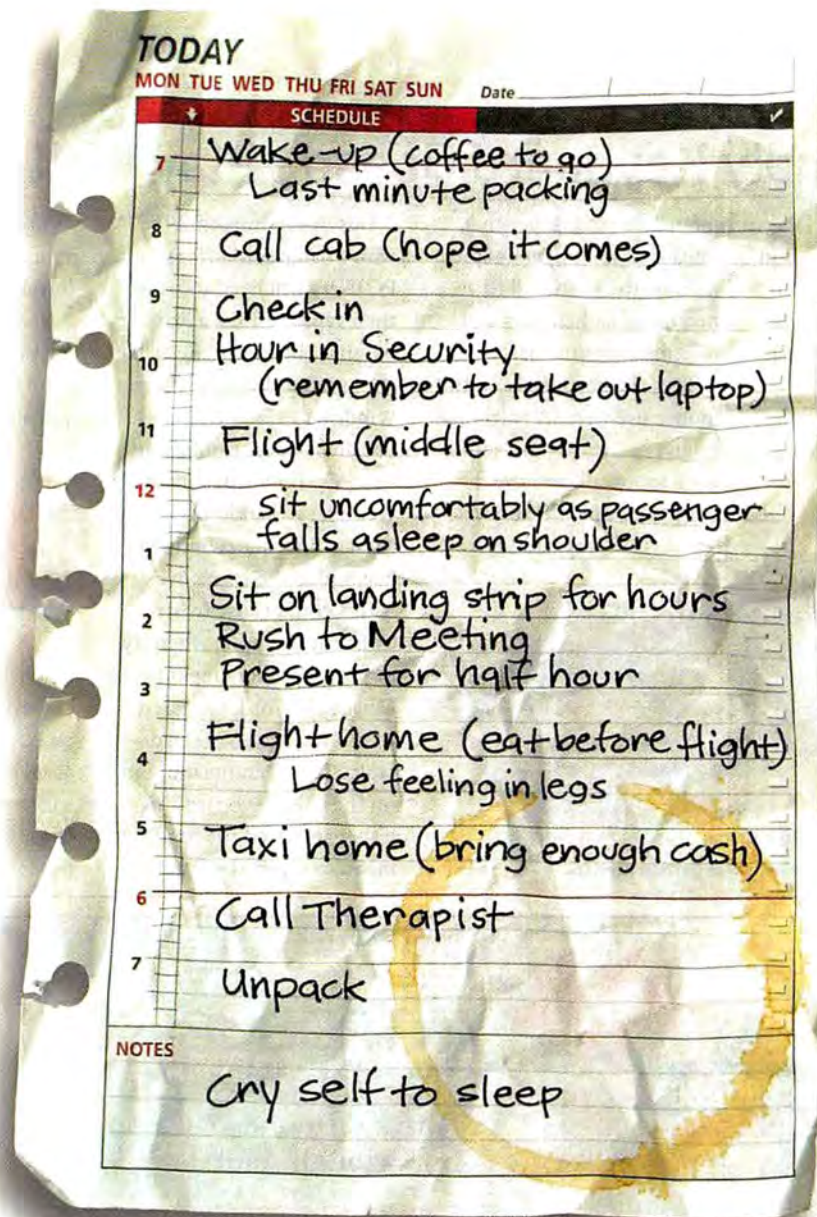 TODAY
MON TUE WED THU FRI SAT SUN Date
SCHEDULE
7 Wake-up (coffee to go)
Last minute packing
8
Call cab (hope it comes)
9
Check in
10 Hour in Security
(remember to take out laptop)
11
Flight (middle seat)
12
Sit uncomfortably as passenger
1 falls asleep on shoulder
Sit on landing strip for hours
2 Rush to Meeting
3 Present for half hour
Flight home (eat before flight)
4
Lose feeling in legs
5 Taxi home (bring enough cash)
6
Call Therapist
7
Unpack
NOTES
Cry self to sleep